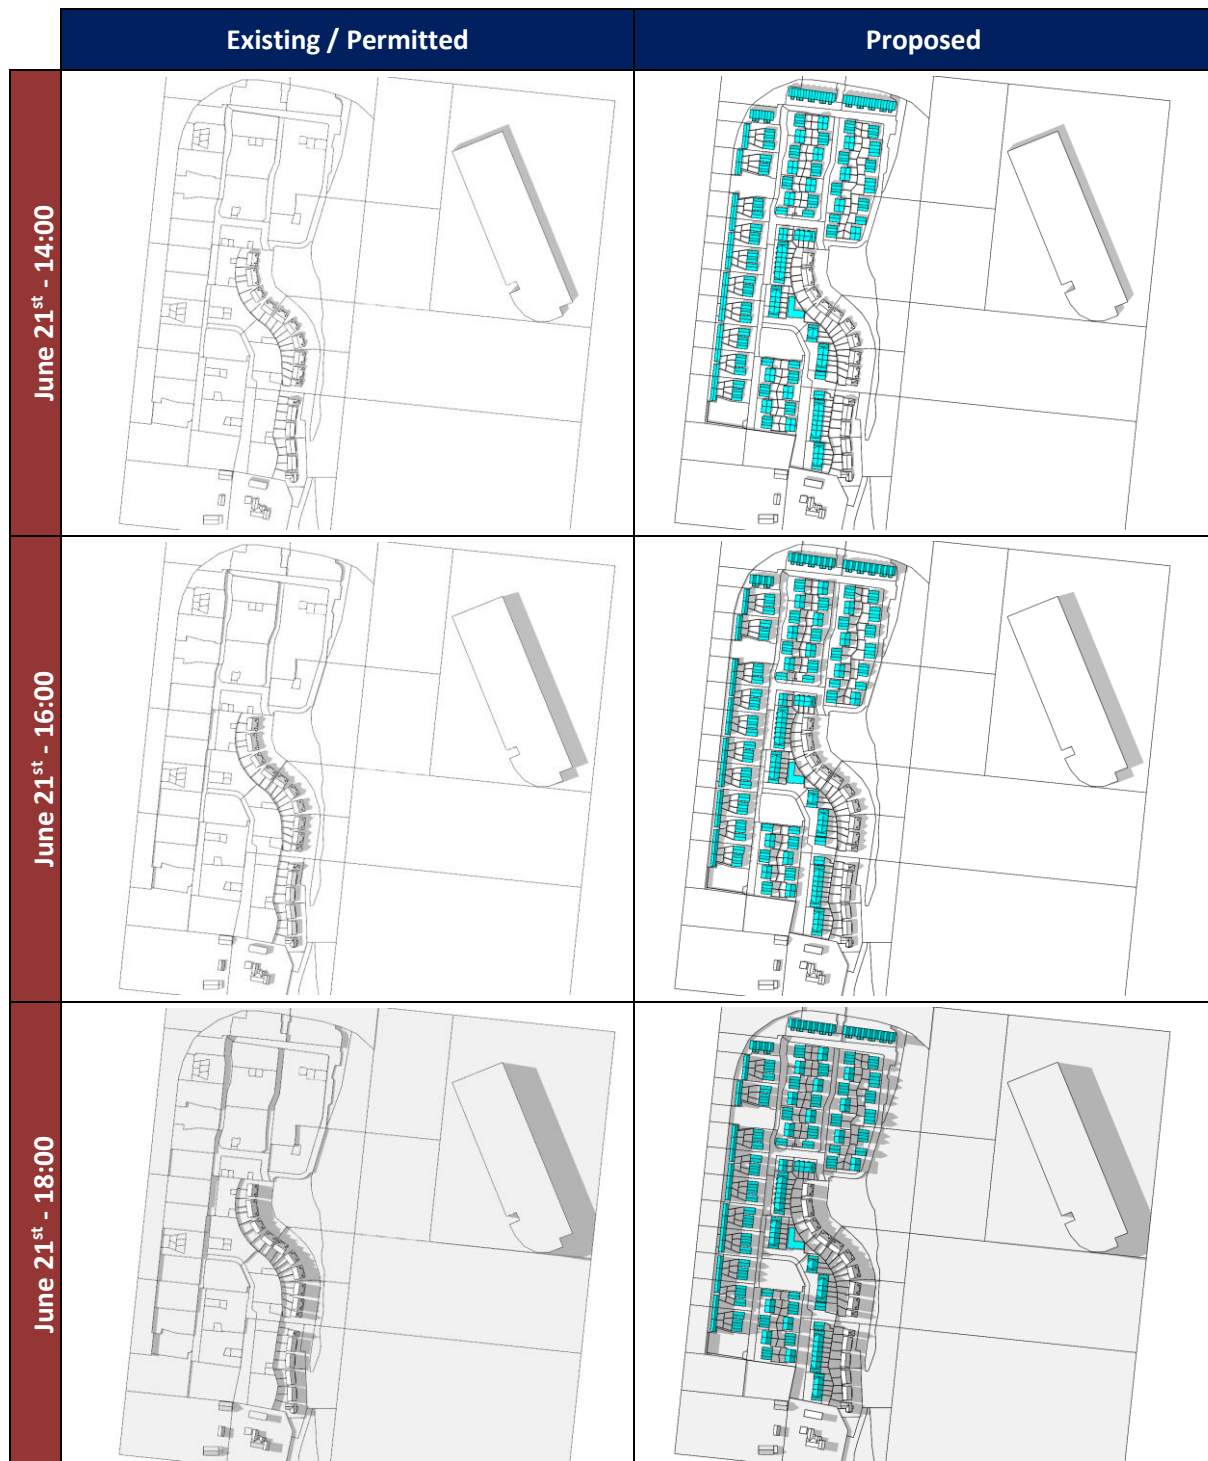 Existing / Permitted
Proposed
June 21st - 14:00
June 21st - 16:00
June 21st - 18:00